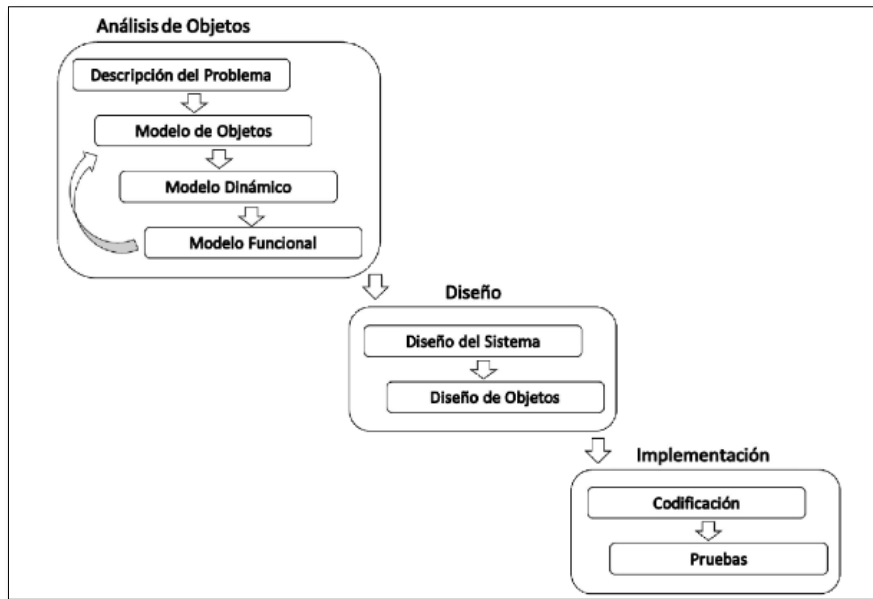 Análisis de Objetos
Descripción del Problema
Modelo de Objetos
Modelo Dinámico
Modelo Funcional
Diseño
Diseño del Sistema
Diseño de Objetos
Implementación
Codificación
Pruebas